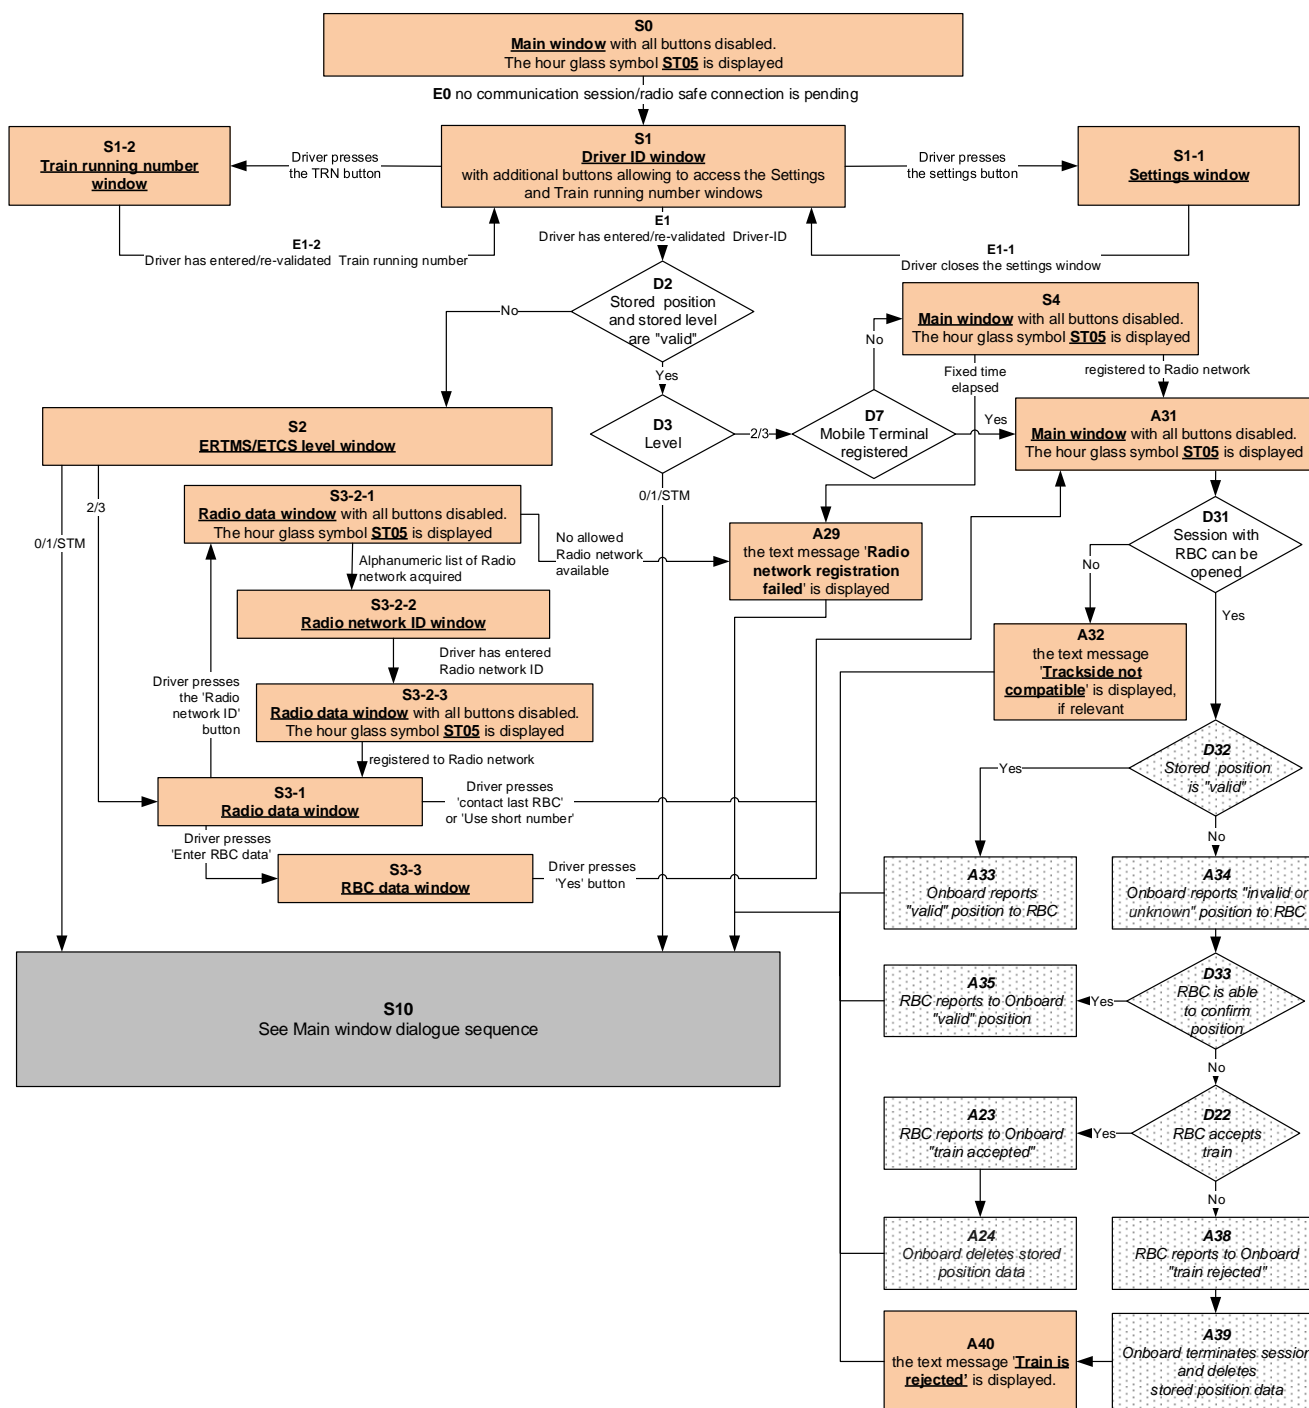 S0
Main window with all buttons disabled.
The hour glass symbol ST05 is displayed
E0 no communication session/radio safe connection is pending
S1-2
Train running number
window
Driver presses
the TRN button
S1
Driver ID window
with additional buttons allowing to access the Settings
and Train running number windows
Driver presses
the settings button
S1-1
Settings window
E1-2
Driver has entered/re-validated Train running number
E1
Driver has entered/re-validated Driver-ID
E1-1
Driver closes the settings window
D2
Stored position
and stored level
are "valid"
No
Yes
S4
Main window with all buttons disabled.
The hour glass symbol ST05 is displayed
No
Fixed time
elapsed
registered to Radio network
S2
ERTMS/ETCS level window
D3
Level
2/3
D7
Mobile Terminal
registered
Yes
A31
Main window with all buttons disabled.
The hour glass symbol ST05 is displayed
0/1/STM
2/3
0/1/STM
S3-2-1
Radio data window with all buttons disabled.
The hour glass symbol ST05 is displayed
No allowed
Radio network
available
A29
the text message 'Radio
network registration
failed' is displayed
D31
Session with
RBC can be
opened
No
Yes
Alphanumeric list of Radio
network acquired
S3-2-2
Radio network ID window
Driver has entered
Radio network ID
A32
the text message
'Trackside not
compatible' is displayed,
if relevant
Driver presses
the 'Radio
network ID'
button
S3-2-3
Radio data window with all buttons disabled.
The hour glass symbol ST05 is displayed
registered to Radio network
D32
Stored position
is "valid"
Yes
No
S3-1
Radio data window
Driver presses
'contact last RBC'
or 'Use short number'
Driver presses
'Enter RBC data'
S3-3
RBC data window
Driver presses
'Yes' button
A33
Onboard reports
"valid" position to RBC
A34
Onboard reports "invalid or
unknown" position to RBC
S10
See Main window dialogue sequence
A35
RBC reports to Onboard
"valid" position
Yes
D33
RBC is able
to confirm
position
No
A23
RBC reports to Onboard
"train accepted"
Yes
D22
RBC accepts
train
No
A24
Onboard deletes stored
position data
A38
RBC reports to Onboard
"train rejected"
A40
the text message 'Train is
rejected' is displayed.
A39
Onboard terminates session
and deletes
stored position data